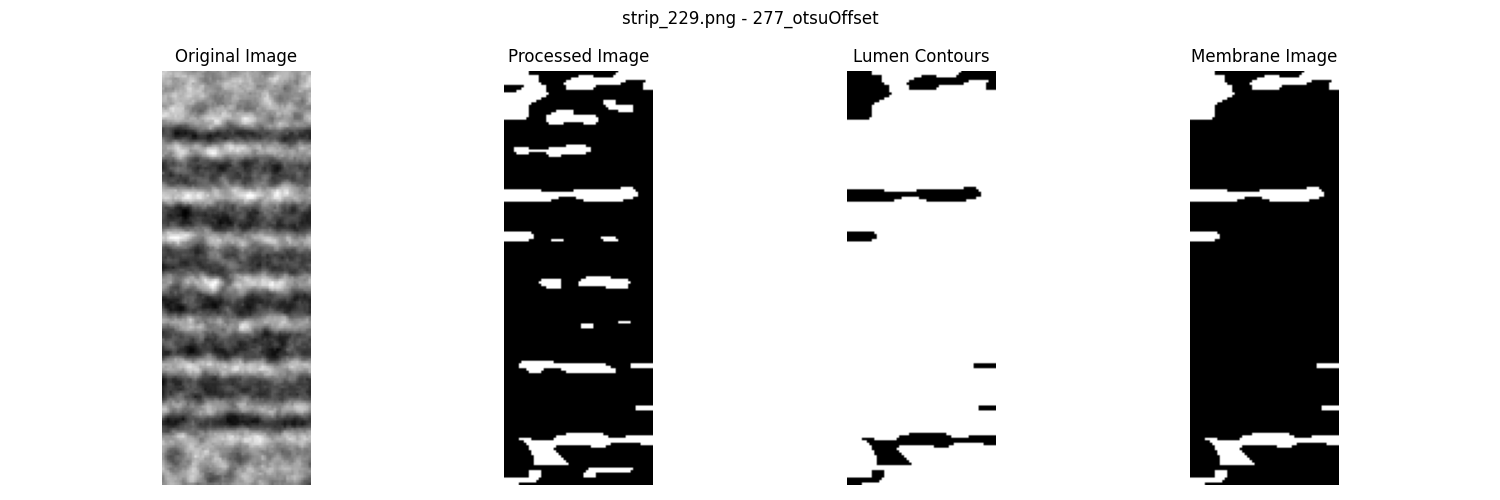 strip_229.png - 277_otsuOffset
Original Image
Processed Image
Lumen Contours
Membrane Image